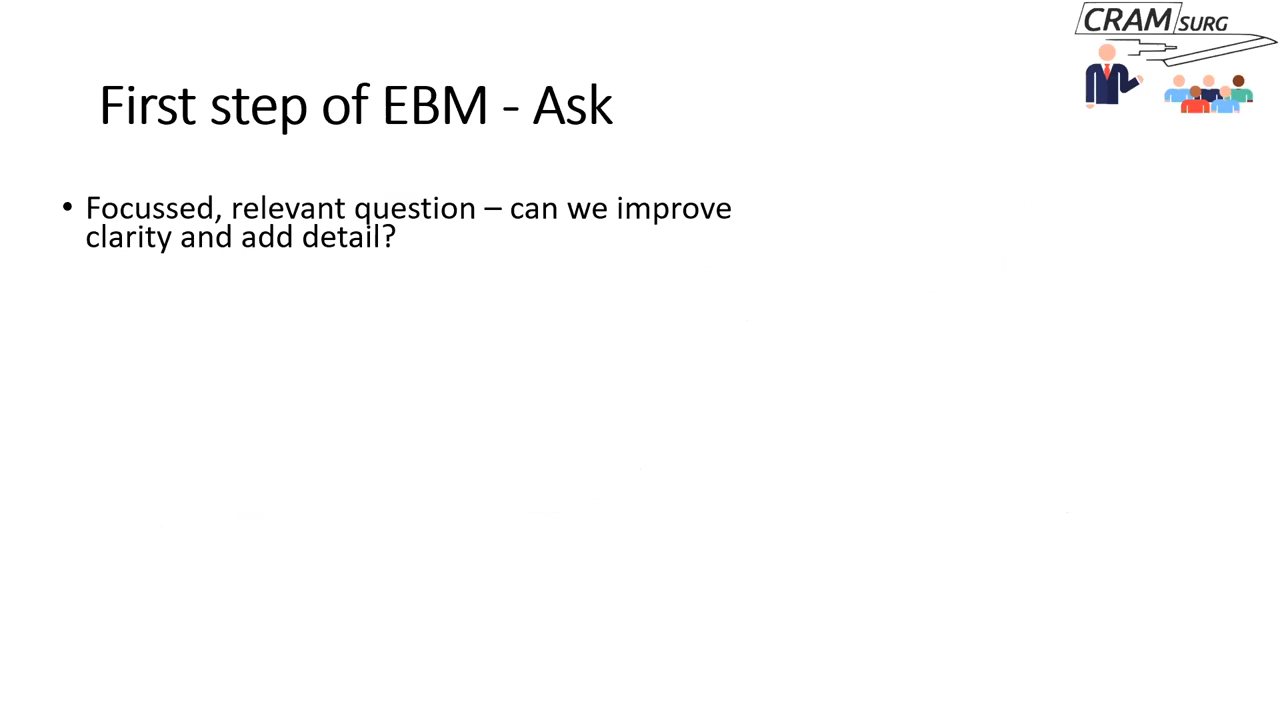 CRAM SURG
First step of EBM - Ask
• Focussed, relevant question – can we improve
clarity and add detail?